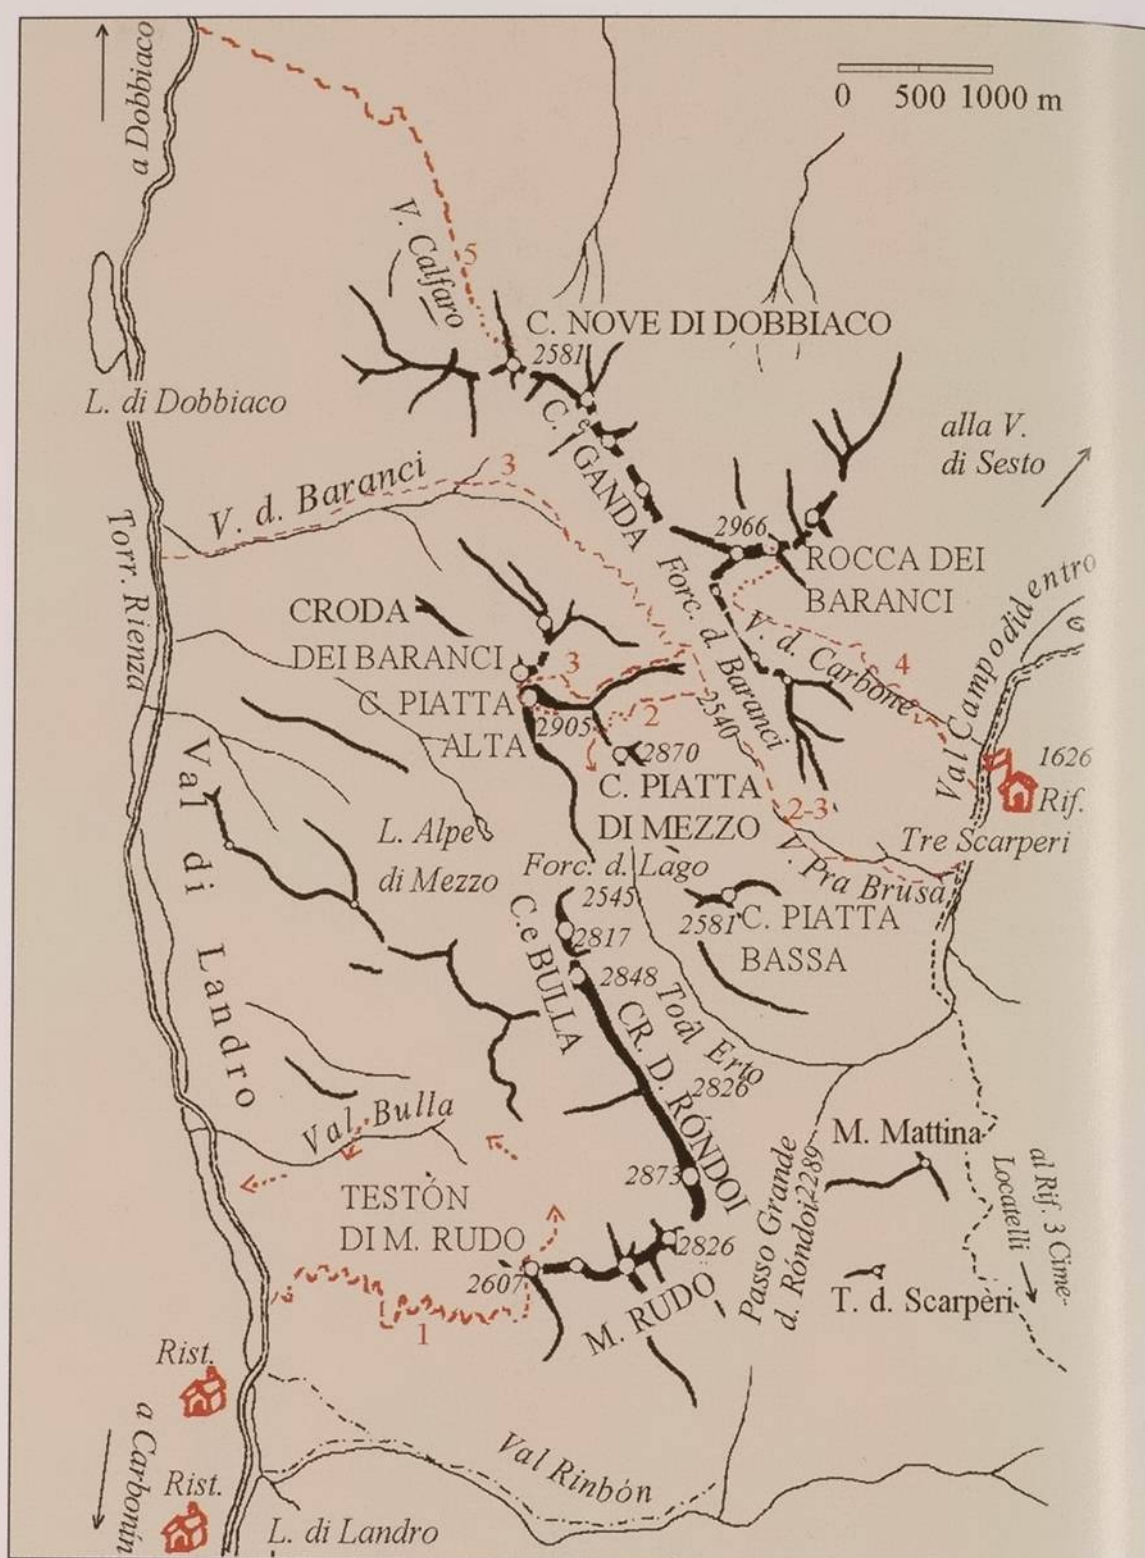 a Dobbiaco
0 500 1000 m
V. Calfaro
5
C. NOVE DI DOBBIACO
2581
L. di Dobbiaco
C. GANDA
alla V.
di Sesto
V. d. Baranci
3
2966
ROCCA DEI
BARANCI
Torr. Rienza
Forc. d. Baranci
2540
V. d. Carbone
4
Val Campodidentro
CRODA
DEI BARANCI
3
C. PIATTA
ALTA
2905
2
2870
C. PIATTA
DI MEZZO
1626
Rif.
Tre Scarperi
2-3
V. Pra Brusa
Val di Landro
L. Alpe
di Mezzo
Forc. d. Lago
2545
2817
C.e BULLA
2581
C. PIATTA
BASSA
2848
Toàl Erto
CR. D. RÓNDOI
2826
Val Bulla
M. Mattina
2873
Passo Grande
d. Róndoi 2289
al Rif. 3 Cime-
Locatelli
TESTÓN
DI M. RUDO
2607
2826
M. RUDO
T. d. Scarpèri
1
Rist.
a Carbonin
Val Rinbón
Rist.
L. di Landro